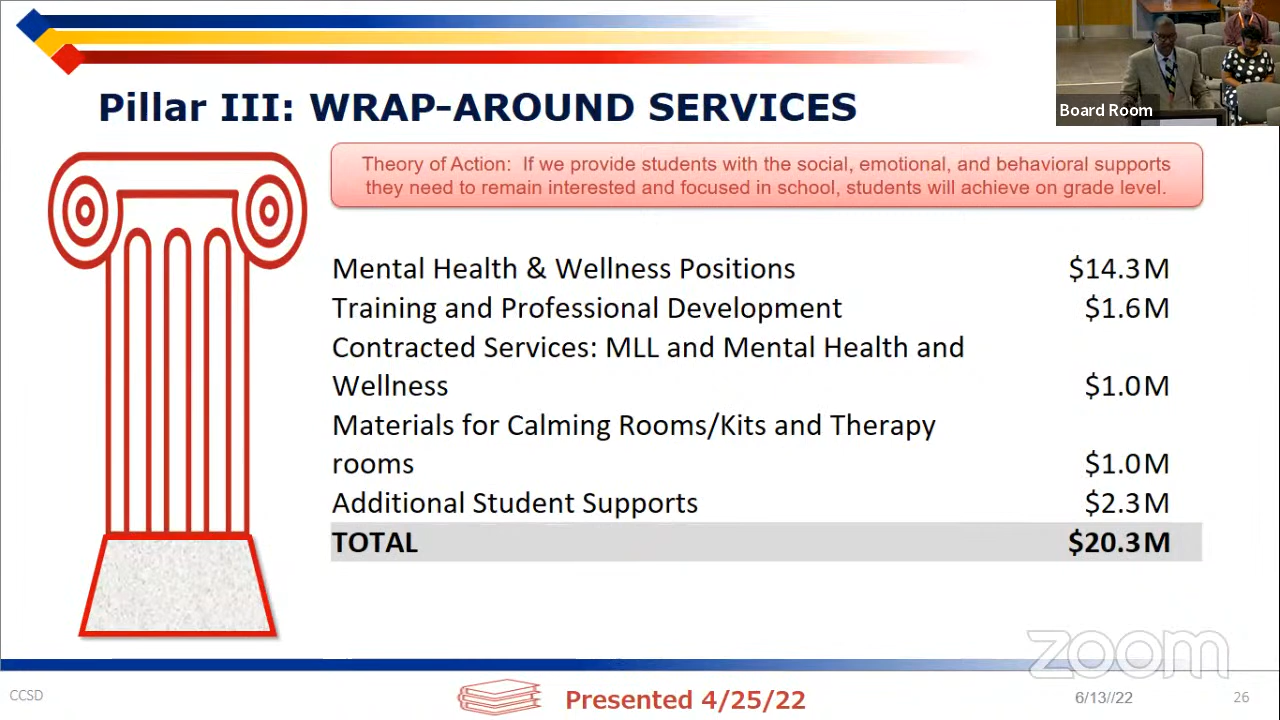 Pillar III: WRAP-AROUND SERVICES
Board Room
Theory of Action: If we provide students with the social, emotional, and behavioral supports
they need to remain interested and focused in school, students will achieve on grade level.
Mental Health & Wellness Positions $14.3M
Training and Professional Development $1.6M
Contracted Services: MLL and Mental Health and
Wellness $1.0M
Materials for Calming Rooms/Kits and Therapy
rooms $1.0M
Additional Student Supports $2.3M
TOTAL $20.3M
zoom
CCSD Presented 4/25/22 6/13//22 26